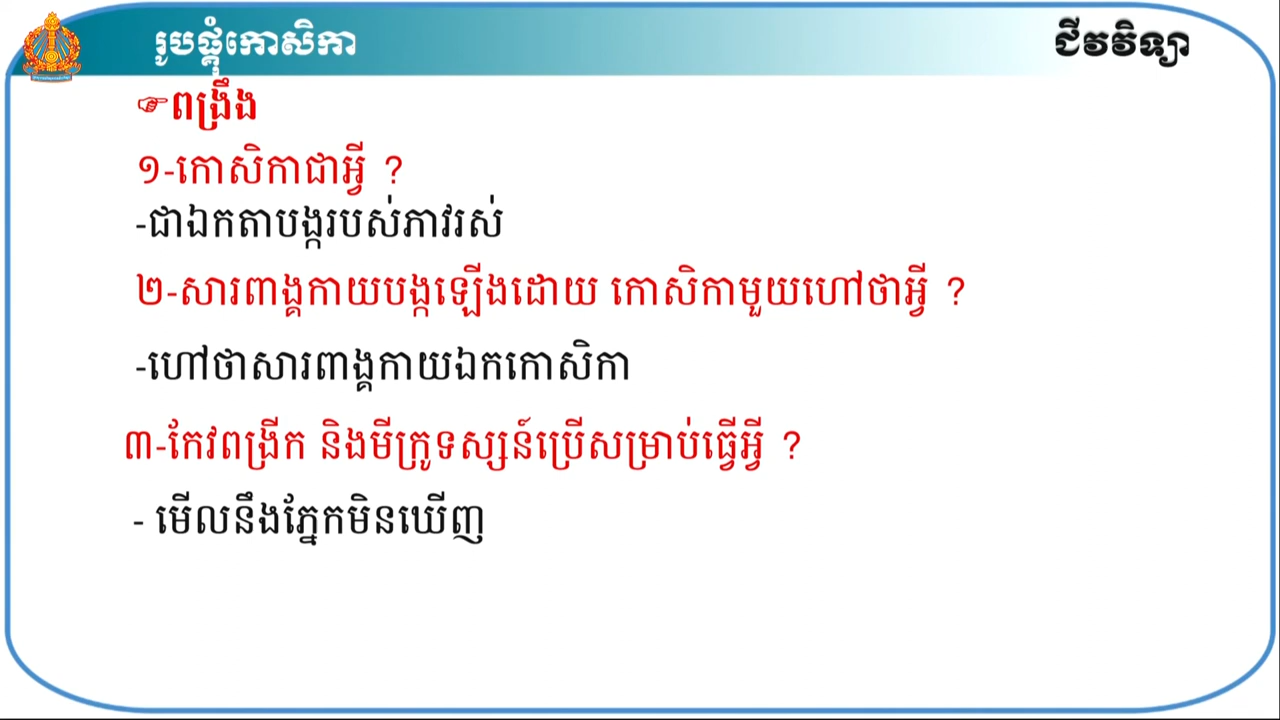 រូបផ្គុំកោសិកា
ជីវវិទ្យា
☞ពង្រឹង
១-កោសិកាជាអ្វី ?
-ជាឯកតាបង្ករបស់ភាវរស់
២-សារពាង្គកាយបង្កឡើងដោយ កោសិកាមួយហៅថាអ្វី ?
-ហៅថាសារពាង្គកាយឯកកោសិកា
៣-កែវពង្រីក និងមីក្រូទស្សន៍ប្រើសម្រាប់ធ្វើអ្វី ?
- មើលនឹងភ្នែកមិនឃើញ